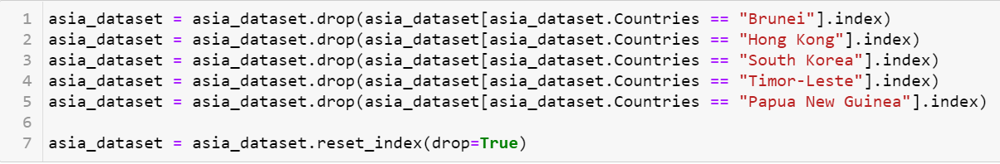 1 asia_dataset = asia_dataset.drop(asia_dataset[asia_dataset.Countries == "Brunei"].index)
2 asia_dataset = asia_dataset.drop(asia_dataset[asia_dataset.Countries == "Hong Kong"].index)
3 asia_dataset = asia_dataset.drop(asia_dataset[asia_dataset.Countries == "South Korea"].index)
4 asia_dataset = asia_dataset.drop(asia_dataset[asia_dataset.Countries == "Timor-Leste"].index)
5 asia_dataset = asia_dataset.drop(asia_dataset[asia_dataset.Countries == "Papua New Guinea"].index)
6
7 asia_dataset = asia_dataset.reset_index(drop=True)